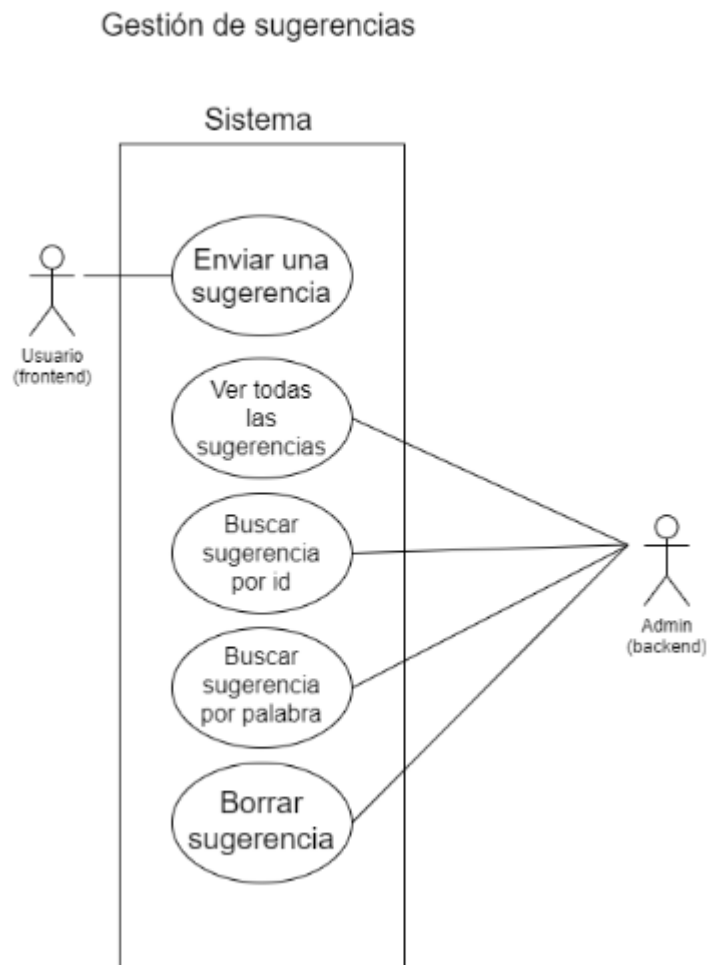 Gestión de sugerencias
Sistema
Enviar una
sugerencia
Usuario
(frontend)
Ver todas
las
sugerencias
Buscar
sugerencia
por id
Admin
(backend)
Buscar
sugerencia
por palabra
Borrar
sugerencia